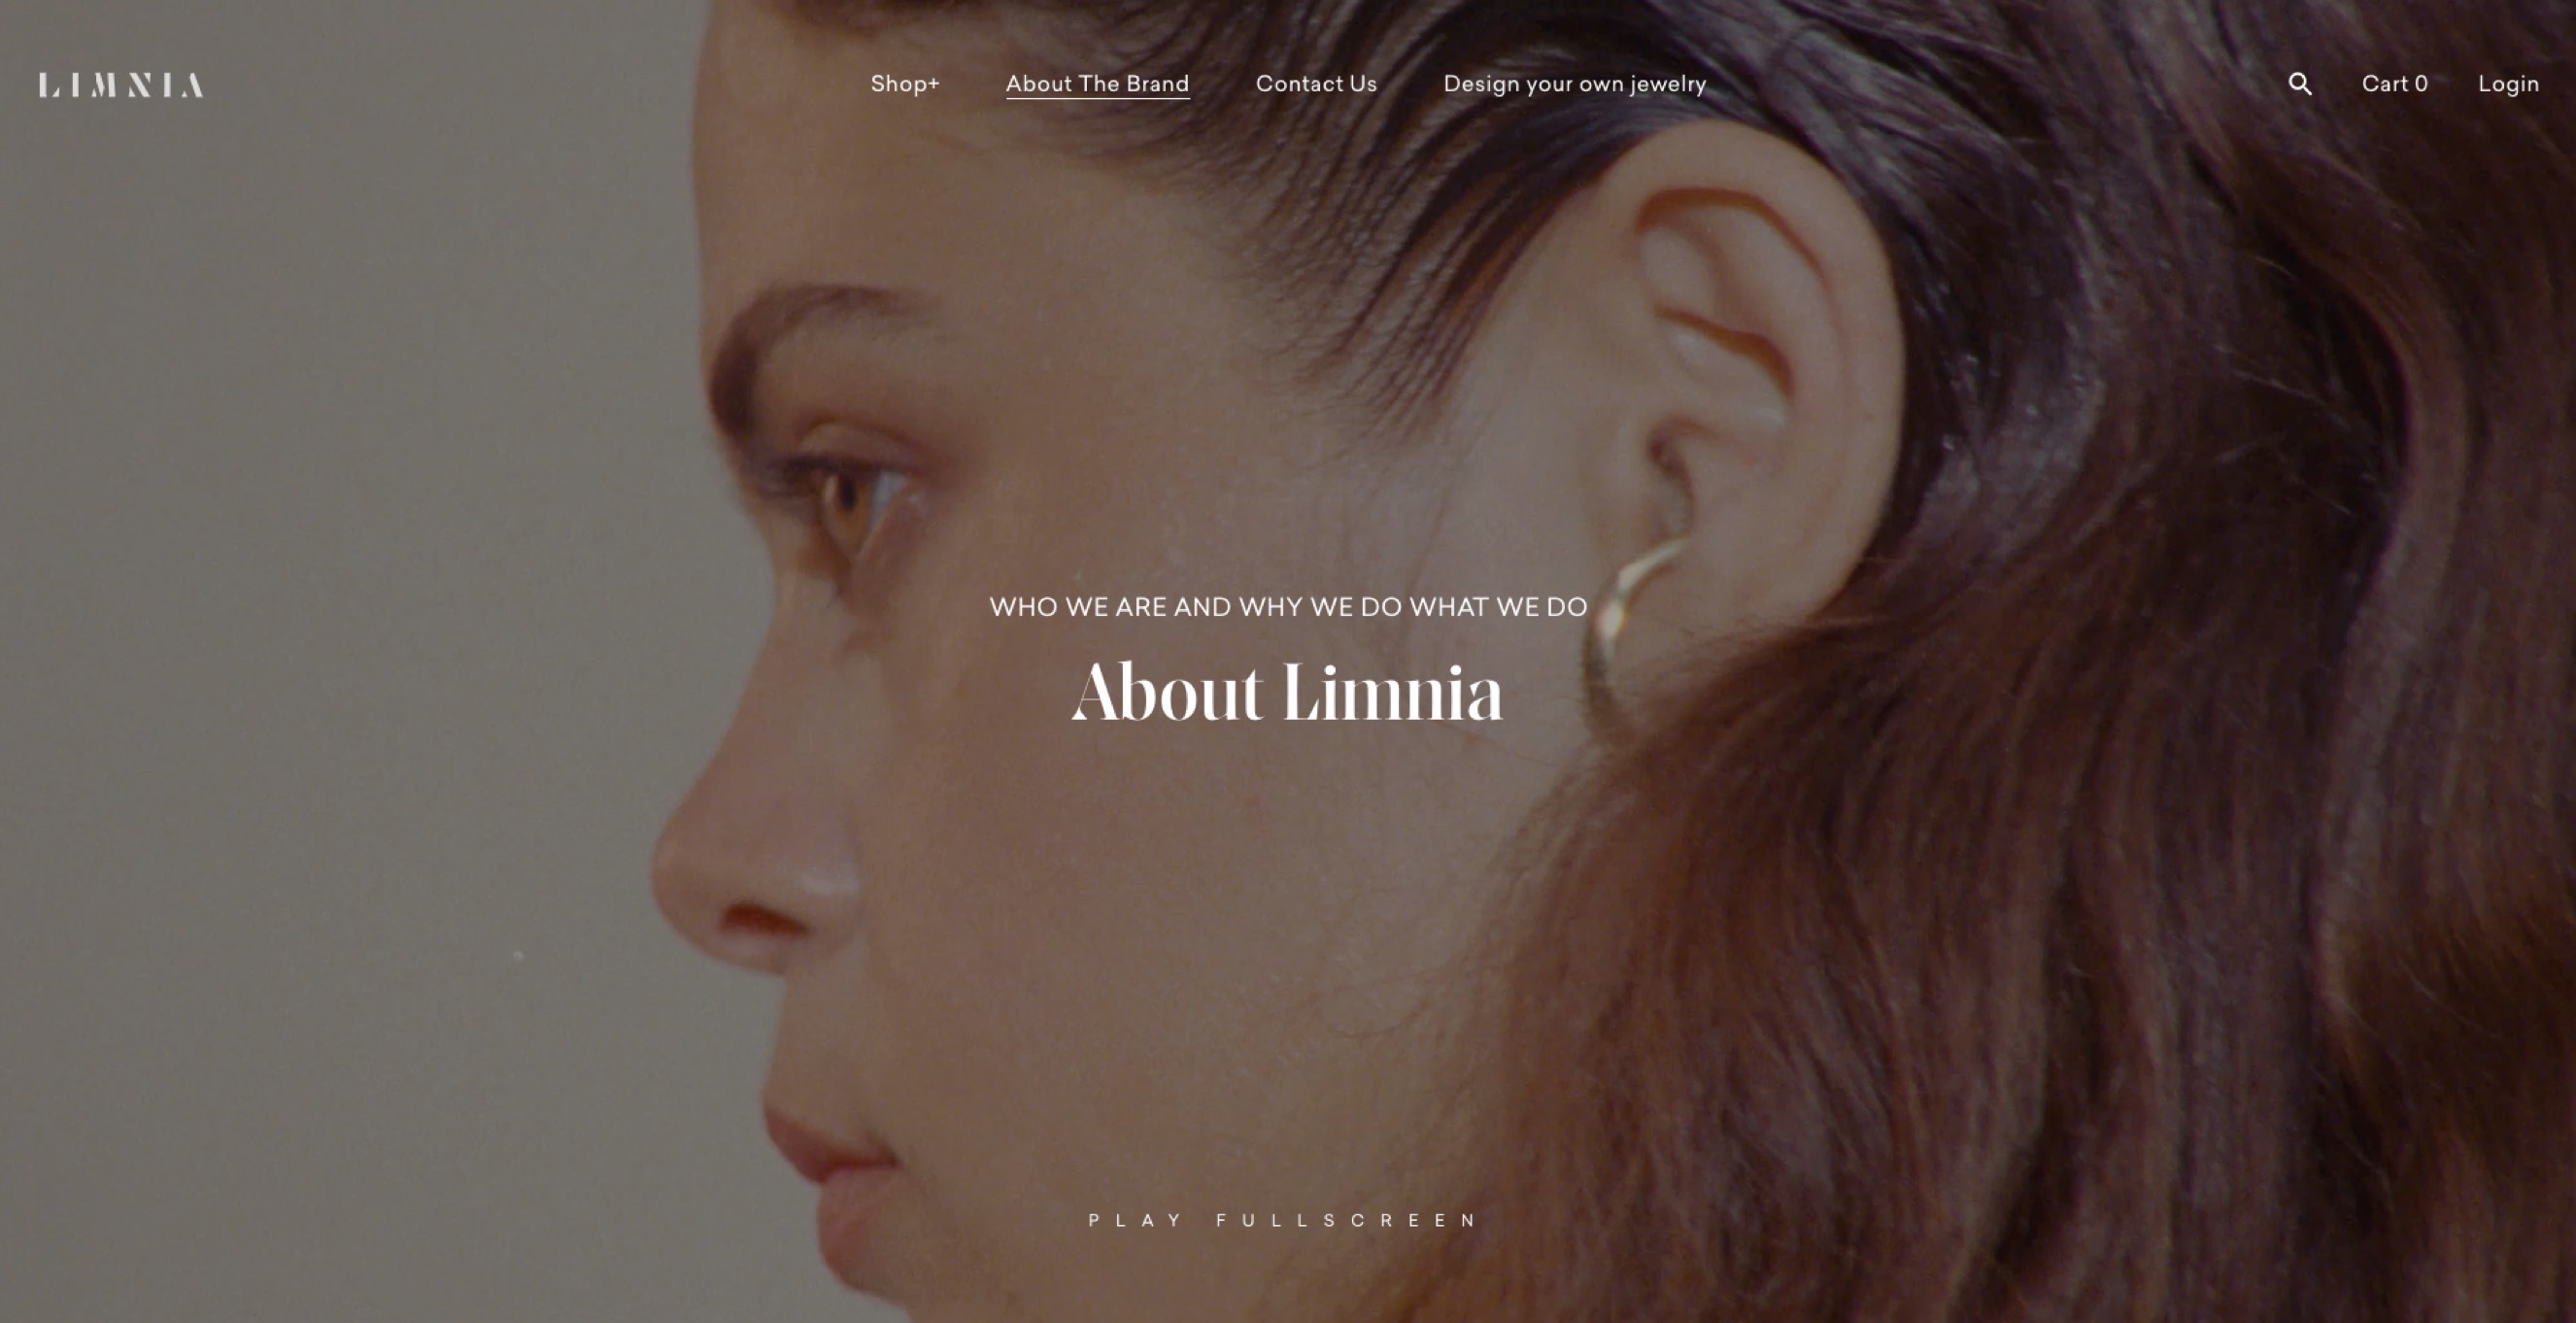 LIMNIA
Shop+ About The Brand Contact Us Design your own jewelry
Cart 0 Login
WHO WE ARE AND WHY WE DO WHAT WE DO
About Limnia
PLAY FULLSCREEN